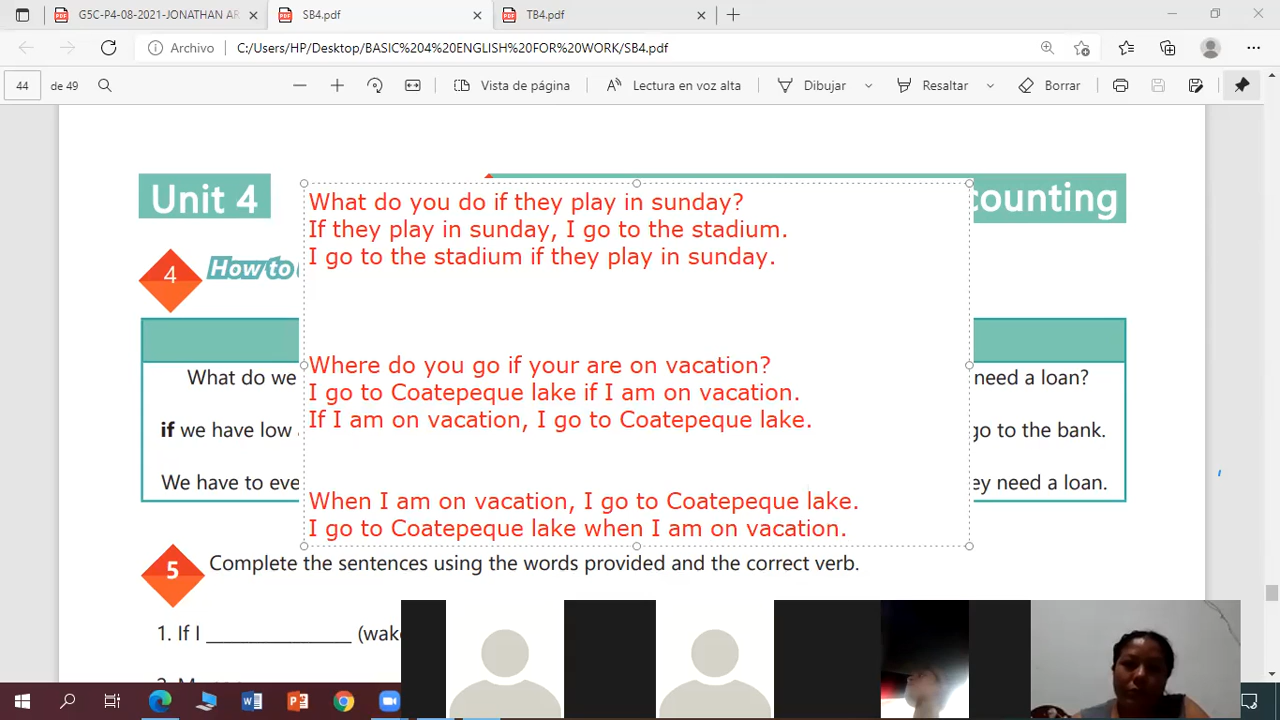 G5C-P4-08-2021-JONATHAN AR
SB4.pdf
TB4.pdf
Archivo
C:/Users/HP/Desktop/BASIC%204%20ENGLISH%20FOR%20WORK/SB4.pdf
44
de 49
Vista de página
Lectura en voz alta
Dibujar
Resaltar
Borrar
Unit 4
counting
What do you do if they play in sunday?
If they play in sunday, I go to the stadium.
I go to the stadium if they play in sunday.
4
How to
What do we
need a loan?
Where do you go if your are on vacation?
I go to Coatepeque lake if I am on vacation.
If I am on vacation, I go to Coatepeque lake.
if we have low
go to the bank.
We have to eve
ey need a loan.
When I am on vacation, I go to Coatepeque lake.
I go to Coatepeque lake when I am on vacation.
5
Complete the sentences using the words provided and the correct verb.
1. If I ______________ (wake